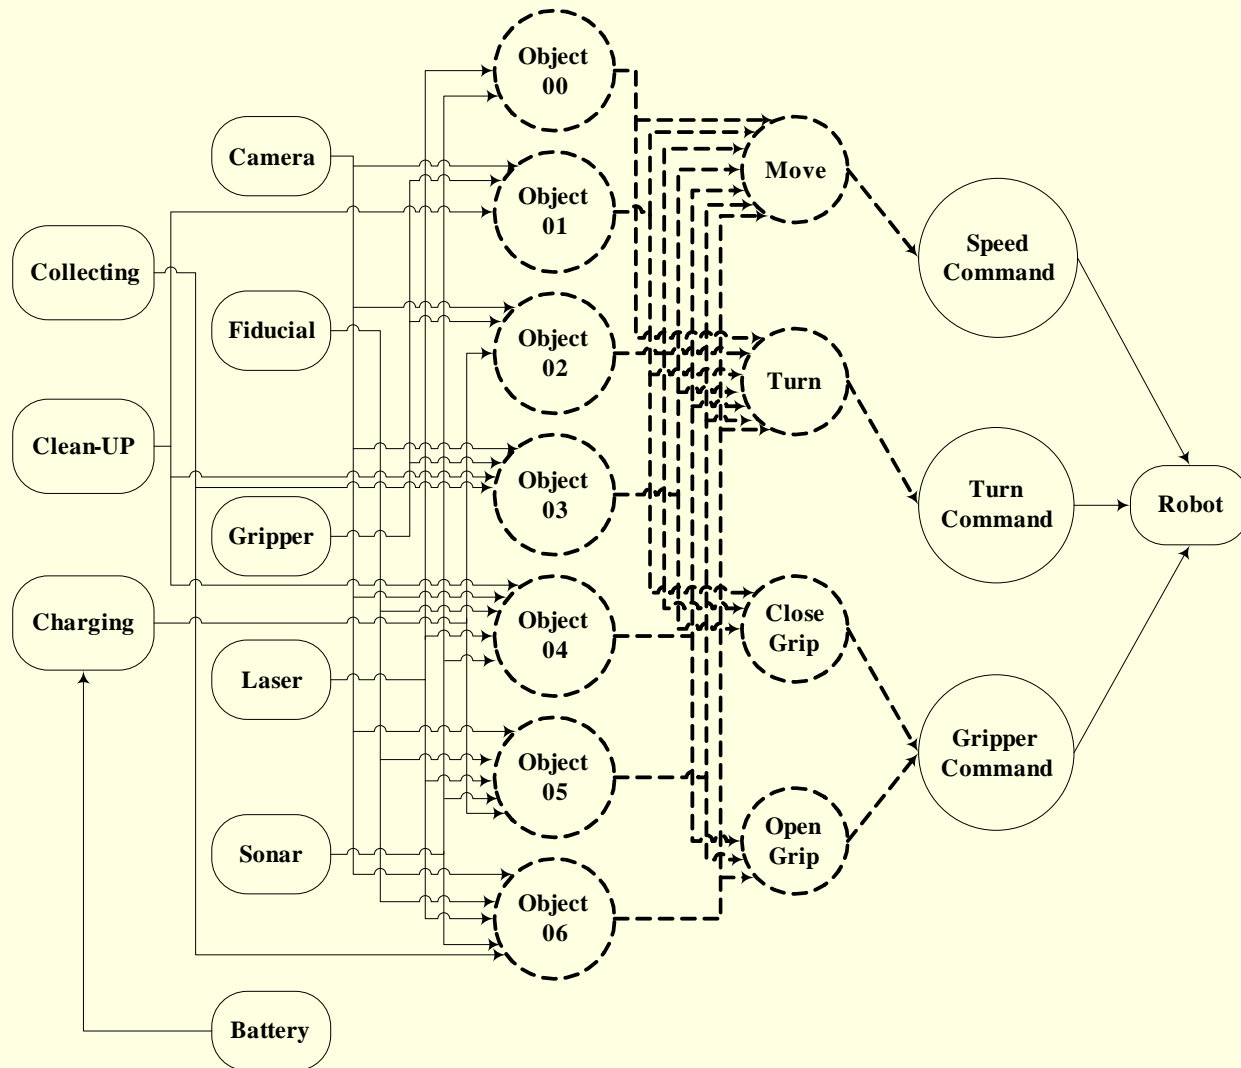 Object
00
Camera
Object
01
Move
Speed
Command
Collecting
Fiducial
Object
02
Turn
Clean-UP
Gripper
Object
03
Turn
Command
Robot
Charging
Laser
Object
04
Close
Grip
Gripper
Command
Object
05
Sonar
Open
Grip
Object
06
Battery